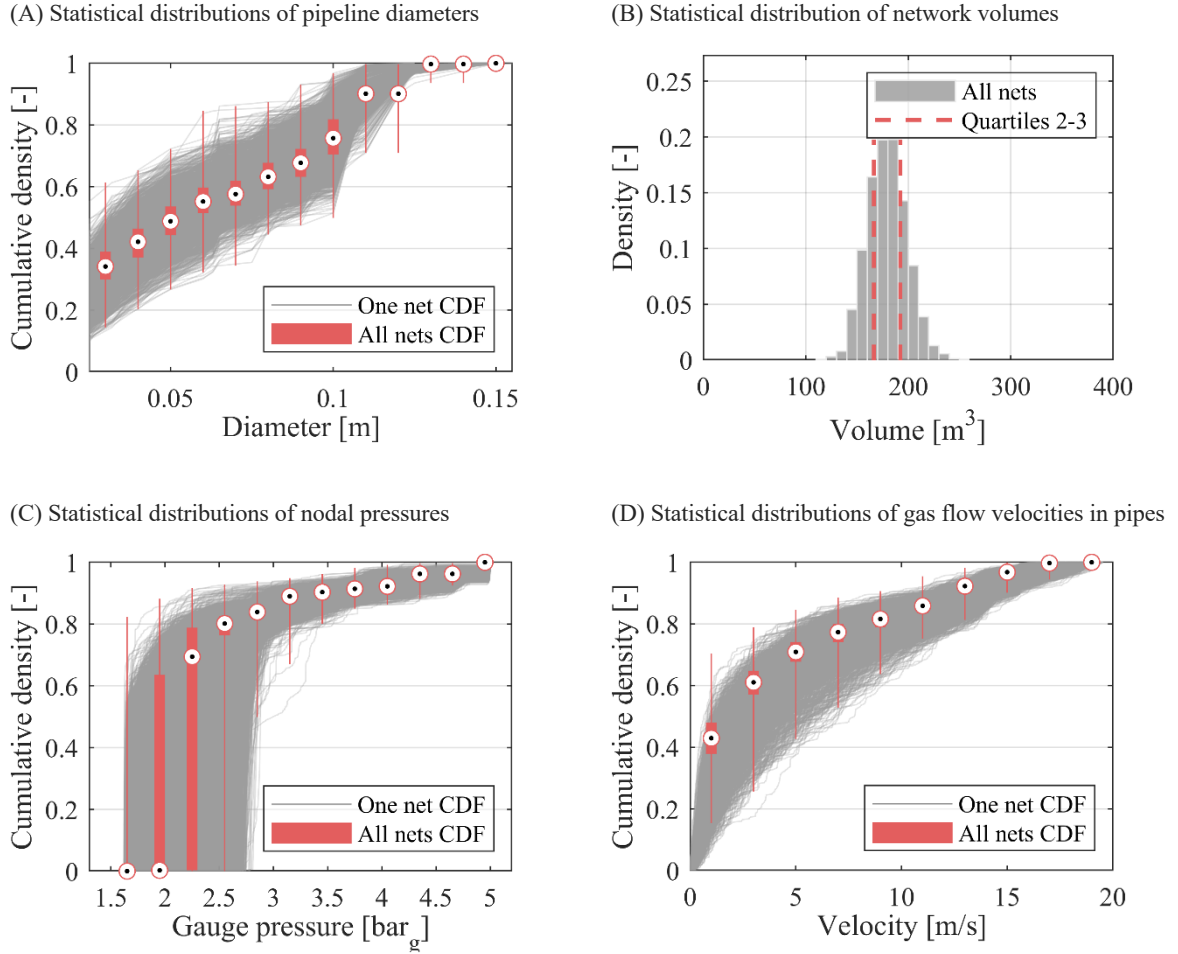 (A) Statistical distributions of pipeline diameters
Cumulative density [-]
1
0.8
0.6
0.4
0.2
0
0.05
0.1
0.15
Diameter [m]
One net CDF
All nets CDF
(B) Statistical distribution of network volumes
Density [-]
0.25
0.2
0.15
0.1
0.05
0
0
100
200
300
400
Volume [m³]
All nets
Quartiles 2-3
(C) Statistical distributions of nodal pressures
Cumulative density [-]
1
0.8
0.6
0.4
0.2
0
1.5
2
2.5
3
3.5
4
4.5
5
Gauge pressure [bar_g]
One net CDF
All nets CDF
(D) Statistical distributions of gas flow velocities in pipes
Cumulative density [-]
1
0.8
0.6
0.4
0.2
0
0
5
10
15
20
Velocity [m/s]
One net CDF
All nets CDF